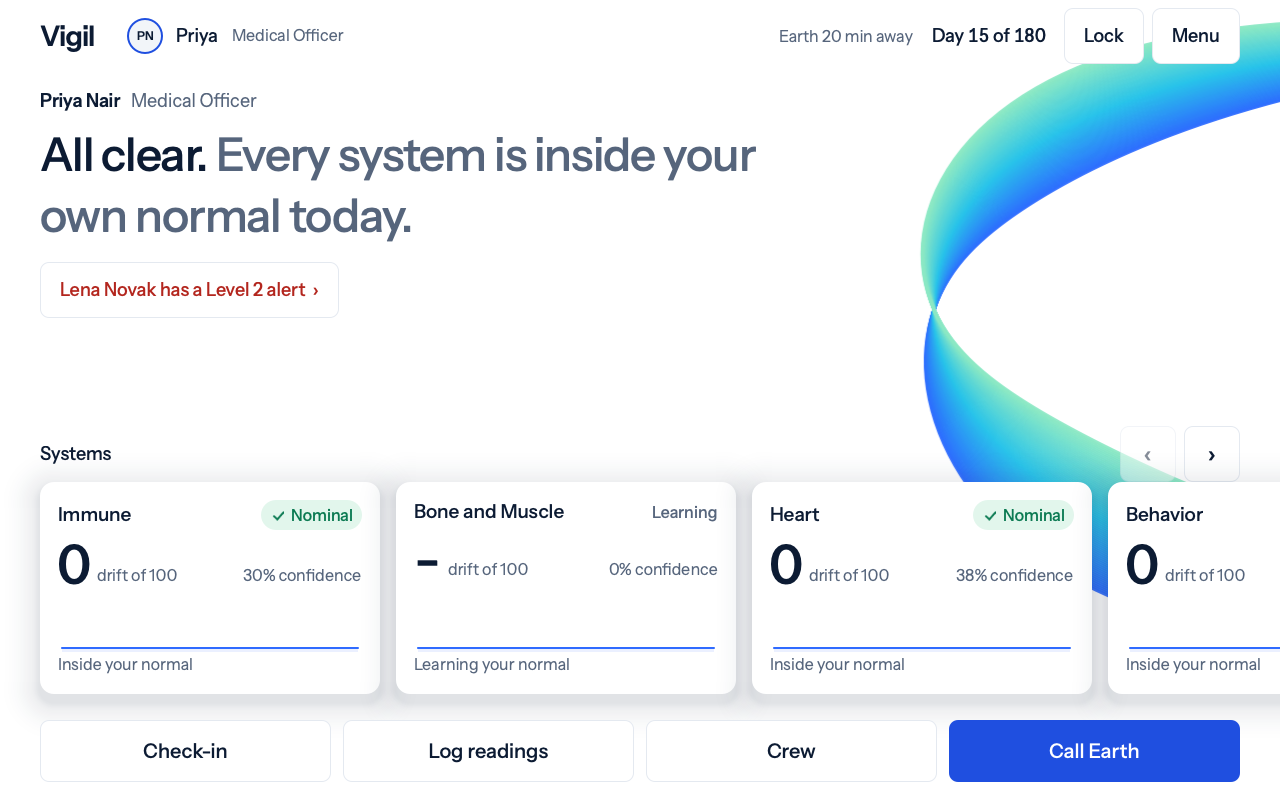 Vigil PN Priya Medical Officer Earth 20 min away Day 15 of 180 Lock Menu
Priya Nair Medical Officer
All clear. Every system is inside your
own normal today.
Lena Novak has a Level 2 alert ›
Systems ‹ ›
Immune ✓ Nominal
0 drift of 100 30% confidence
Inside your normal
Bone and Muscle Learning
– drift of 100 0% confidence
Learning your normal
Heart ✓ Nominal
0 drift of 100 38% confidence
Inside your normal
Behavior
0 drift of 100
Inside your normal
Check-in Log readings Crew Call Earth